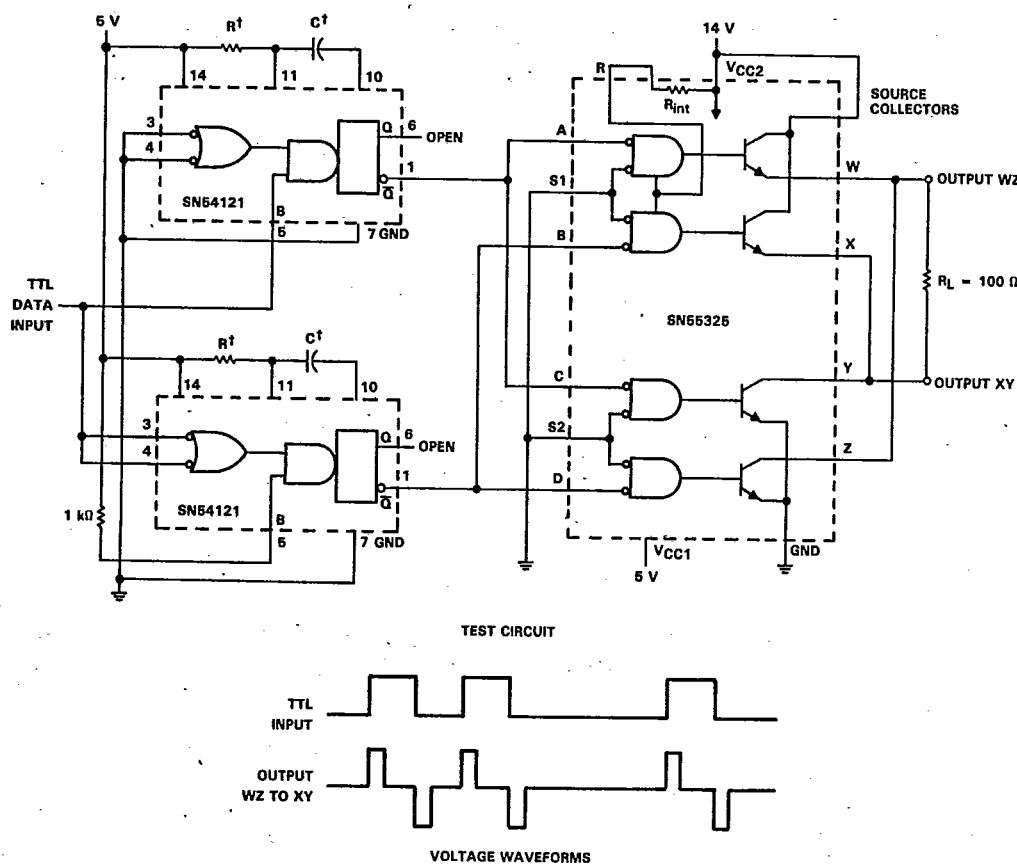 5 V
R†
C†
14
11
10
3
4
Q
6
OPEN
1
Q̅
SN54121
B
5
7 GND
TTL
DATA
INPUT
R†
C†
14
11
10
3
4
Q
6
OPEN
1
Q̅
SN54121
1 kΩ
B
5
7 GND
14 V
R
VCC2
Rint
SOURCE
COLLECTORS
A
S1
B
W
OUTPUT WZ
X
RL = 100 Ω
SN55325
Y
OUTPUT XY
C
S2
D
Z
VCC1
5 V
GND
TEST CIRCUIT
TTL
INPUT
OUTPUT
WZ TO XY
VOLTAGE WAVEFORMS